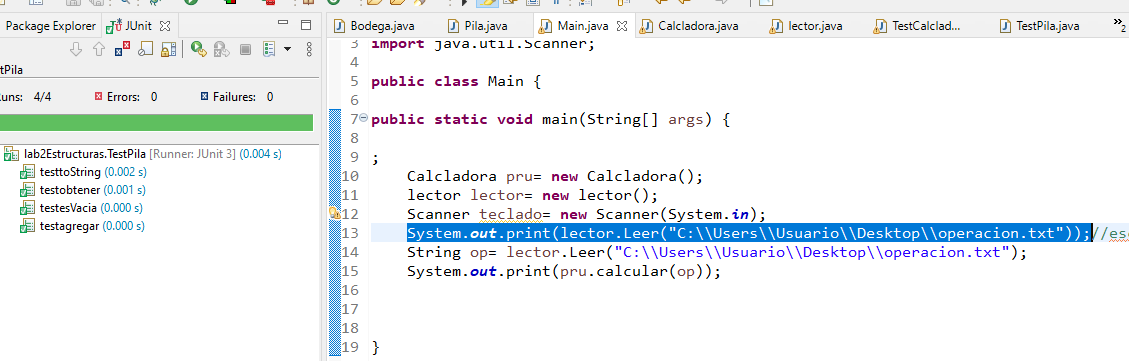 Package Explorer JUnit
tPila
uns: 4/4 Errors: 0 Failures: 0
lab2Estructuras.TestPila [Runner: JUnit 3] (0.004 s)
testtoString (0.002 s)
testobtener (0.001 s)
testesVacia (0.000 s)
testagregar (0.000 s)
Bodega.java Pila.java Main.java Calcladora.java lector.java TestCalclad... TestPila.java »2
3 import java.util.Scanner;
4
5 public class Main {
6
7 public static void main(String[] args) {
8
9 ;
10 Calcladora pru= new Calcladora();
11 lector lector= new lector();
12 Scanner teclado= new Scanner(System.in);
13 System.out.print(lector.Leer("C:\\Users\\Usuario\\Desktop\\operacion.txt"));//es
14 String op= lector.Leer("C:\\Users\\Usuario\\Desktop\\operacion.txt");
15 System.out.print(pru.calcular(op));
16
17
18
19 }